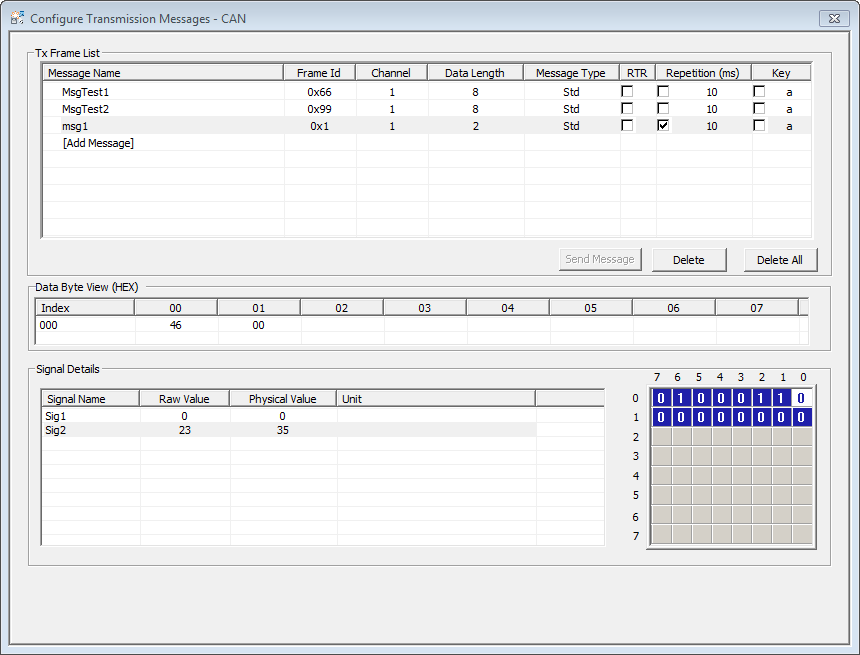 Configure Transmission Messages - CAN
Tx Frame List
Message Name Frame Id Channel Data Length Message Type RTR Repetition (ms) Key
MsgTest1 0x66 1 8 Std 10 a
MsgTest2 0x99 1 8 Std 10 a
msg1 0x1 1 2 Std 10 a
[Add Message]
Send Message Delete Delete All
Data Byte View (HEX)
Index 00 01 02 03 04 05 06 07
000 46 00
Signal Details
Signal Name Raw Value Physical Value Unit
Sig1 0 0
Sig2 23 35
7 6 5 4 3 2 1 0
0 0 1 0 0 0 1 1 0
1 0 0 0 0 0 0 0 0
2
3
4
5
6
7